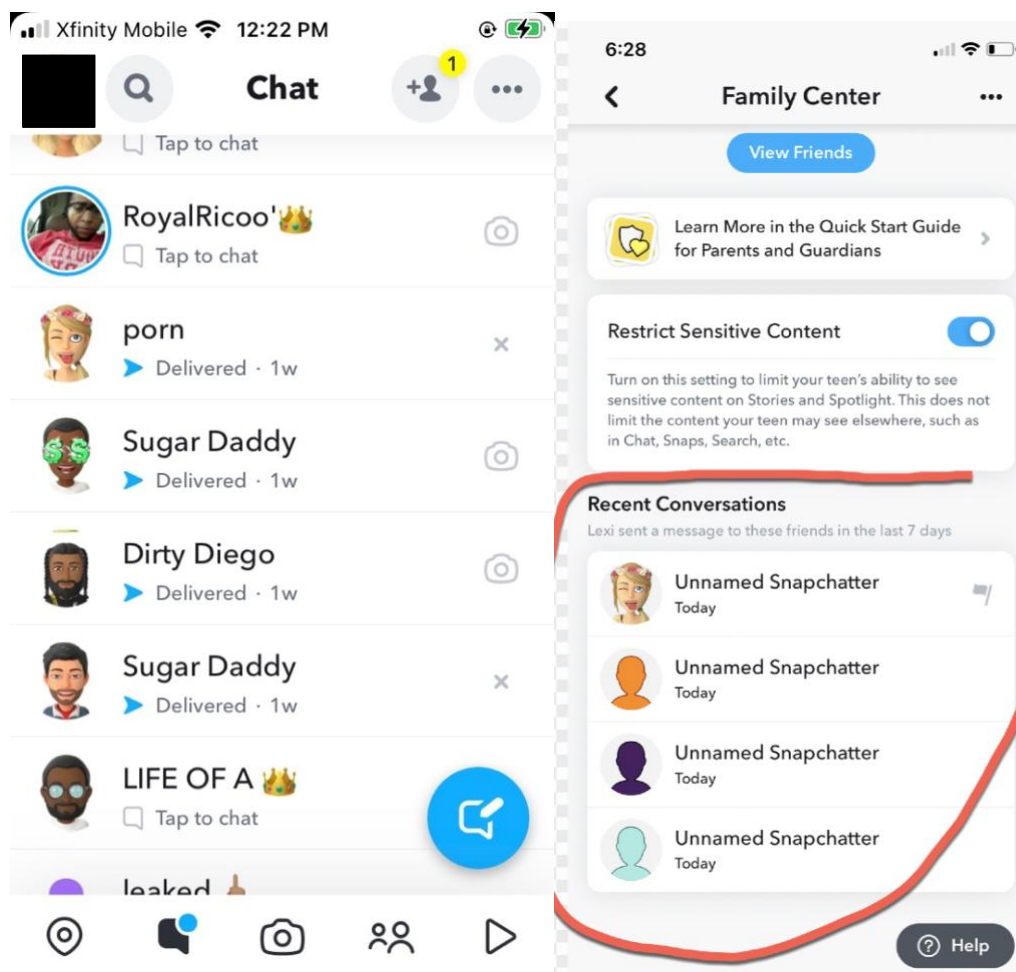 Xfinity Mobile 12:22 PM
Chat
1
Tap to chat
RoyalRicoo'👑
Tap to chat
porn
Delivered · 1w
Sugar Daddy
Delivered · 1w
Dirty Diego
Delivered · 1w
Sugar Daddy
Delivered · 1w
LIFE OF A 👑
Tap to chat
leaked
6:28
Family Center
View Friends
Learn More in the Quick Start Guide
for Parents and Guardians
Restrict Sensitive Content
Turn on this setting to limit your teen's ability to see
sensitive content on Stories and Spotlight. This does not
limit the content your teen may see elsewhere, such as
in Chat, Snaps, Search, etc.
Recent Conversations
Lexi sent a message to these friends in the last 7 days
Unnamed Snapchatter
Today
Unnamed Snapchatter
Today
Unnamed Snapchatter
Today
Unnamed Snapchatter
Today
Help